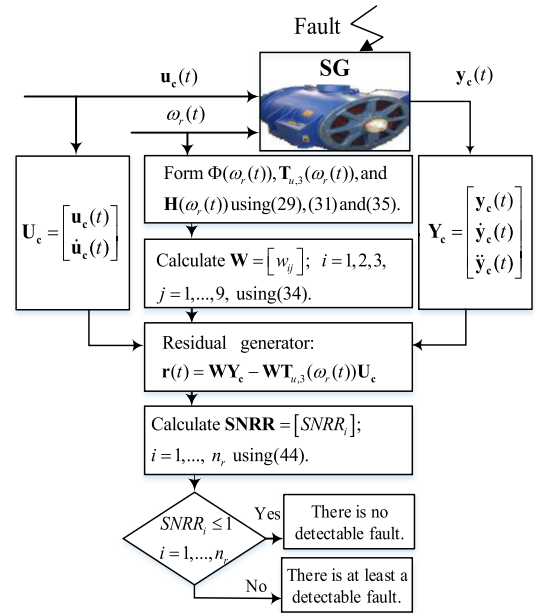 Fault
SG
u_c(t)
y_c(t)
ω_r(t)
U_c = [u_c(t) u̇_c(t)]
Form Φ(ω_r(t)), T_{u,3}(ω_r(t)), and
H(ω_r(t)) using(29), (31) and(35).
Y_c = [y_c(t) ẏ_c(t) ÿ_c(t)]
Calculate W = [w_{ij}]; i = 1, 2, 3,
j = 1,...,9, using(34).
Residual generator:
r(t) = WY_c − WT_{u,3}(ω_r(t))U_c
Calculate SNRR = [SNRR_i];
i = 1,..., n_r using(44).
SNRR_i ≤ 1
i = 1,...,n_r
Yes
There is no
detectable fault.
No
There is at least a
detectable fault.